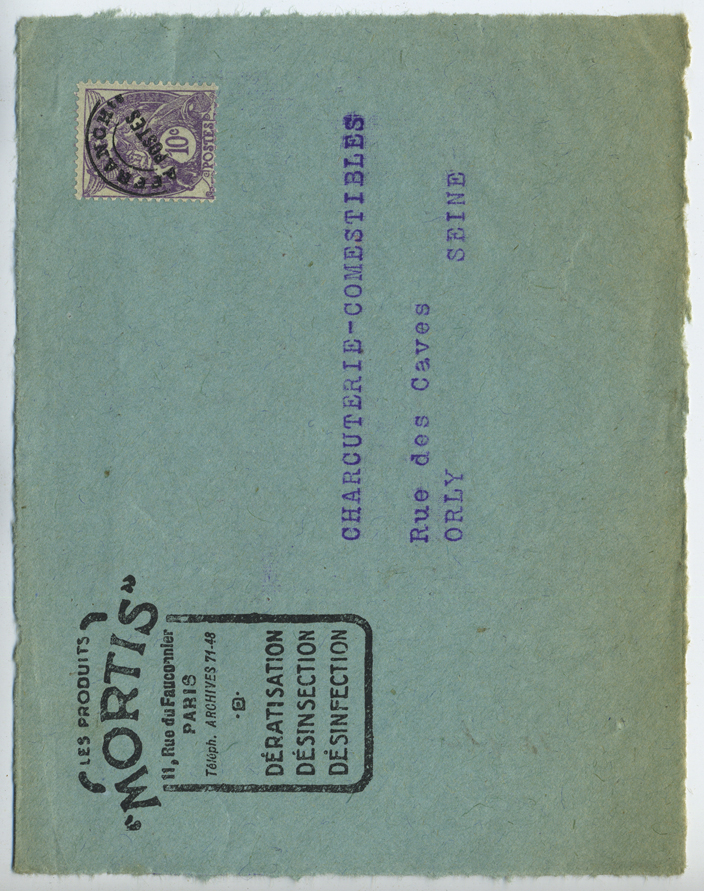 LES PRODUITS
"MORTIS"
11, Rue du Fauconnier
PARIS
Téléph. ARCHIVES 71-48
DÉRATISATION
DÉSINSECTION
DÉSINFECTION
AFFRANCHts
POSTES
10c
POSTES
CHARCUTERIE-COMESTIBLES
Rue des Caves
ORLY SEINE